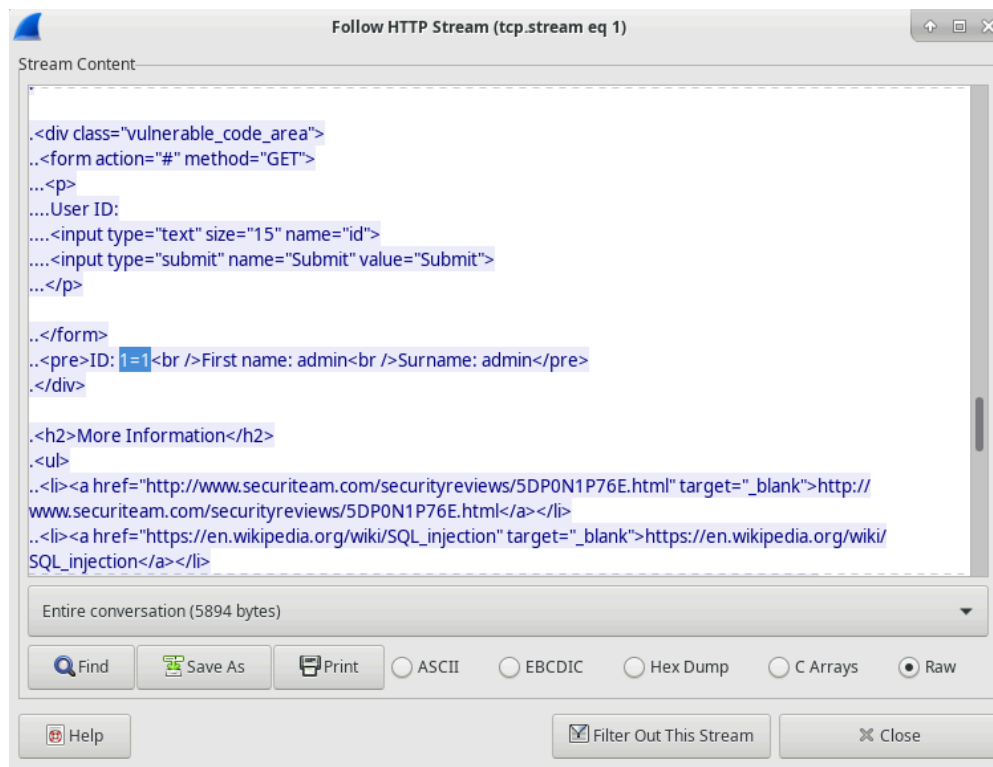 Follow HTTP Stream (tcp.stream eq 1)
Stream Content
.<div class="vulnerable_code_area">
..<form action="#" method="GET">
...<p>
....User ID:
....<input type="text" size="15" name="id">
....<input type="submit" name="Submit" value="Submit">
...</p>
..</form>
..<pre>ID: 1=1<br />First name: admin<br />Surname: admin</pre>
.</div>
.<h2>More Information</h2>
.<ul>
..<li><a href="http://www.securiteam.com/securityreviews/5DP0N1P76E.html" target="_blank">http://
www.securiteam.com/securityreviews/5DP0N1P76E.html</a></li>
..<li><a href="https://en.wikipedia.org/wiki/SQL_injection" target="_blank">https://en.wikipedia.org/wiki/
SQL_injection</a></li>
Entire conversation (5894 bytes)
Find Save As Print ASCII EBCDIC Hex Dump C Arrays Raw
Help Filter Out This Stream Close